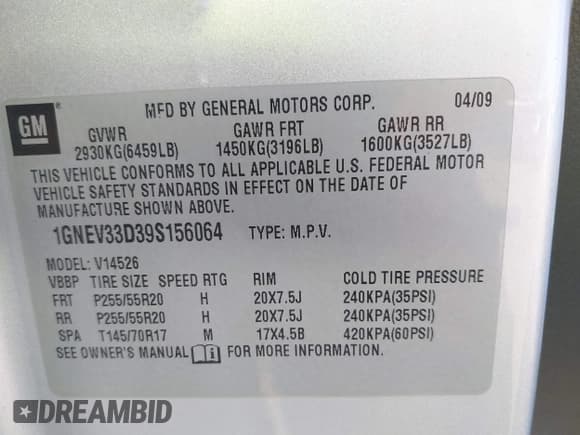 GM
MFD BY GENERAL MOTORS CORP. 04/09
GVWR GAWR FRT GAWR RR
2930KG(6459LB) 1450KG(3196LB) 1600KG(3527LB)
THIS VEHICLE CONFORMS TO ALL APPLICABLE U.S. FEDERAL MOTOR
VEHICLE SAFETY STANDARDS IN EFFECT ON THE DATE OF
MANUFACTURE SHOWN ABOVE.
1GNEV33D39S156064 TYPE: M.P.V.
MODEL: V14526
VBBP TIRE SIZE SPEED RTG RIM COLD TIRE PRESSURE
FRT P255/55R20 H 20X7.5J 240KPA(35PSI)
RR P255/55R20 H 20X7.5J 240KPA(35PSI)
SPA T145/70R17 M 17X4.5B 420KPA(60PSI)
SEE OWNER'S MANUAL FOR MORE INFORMATION.
DREAMBID